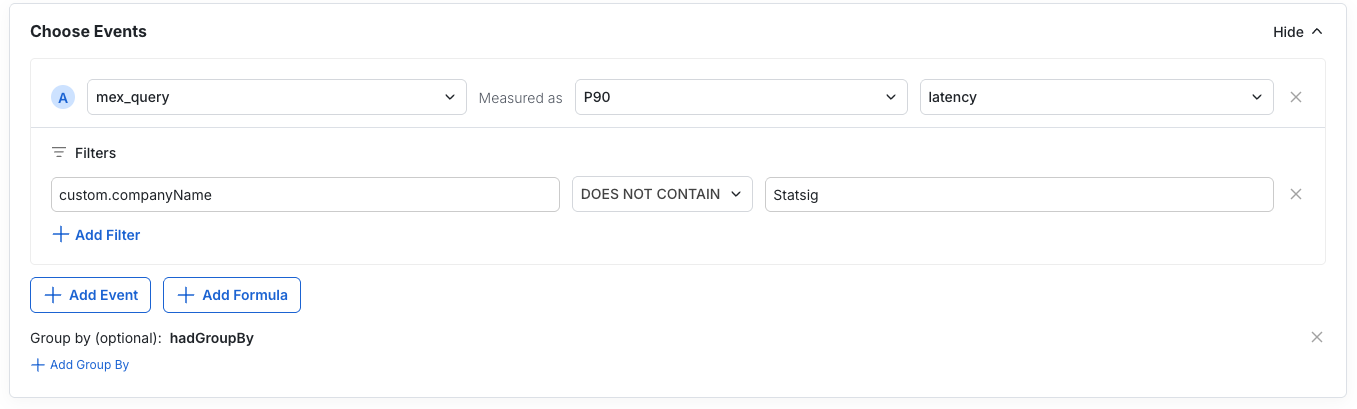 Choose Events
Hide
A mex_query Measured as P90 latency
Filters
custom.companyName DOES NOT CONTAIN Statsig
Add Filter
Add Event Add Formula
Group by (optional): hadGroupBy
Add Group By